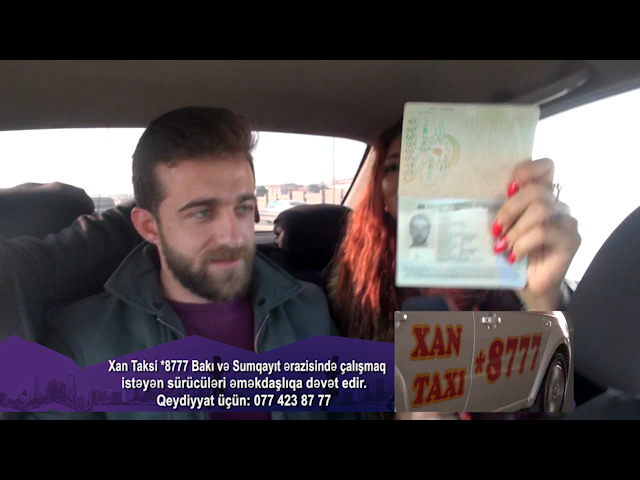 Xan Taksi *8777 Bakı və Sumqayıt ərazisində çalışmaq
istəyən sürücüləri əməkdaşlıqa dəvət edir.
Qeydiyyat üçün: 077 423 87 77
XAN
TAXI
*8777